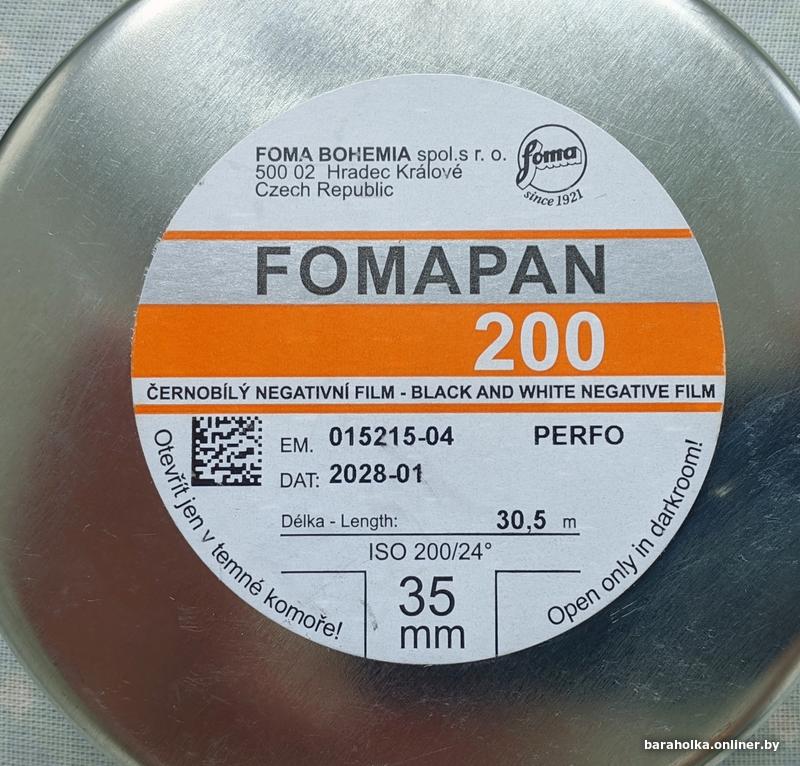 FOMA BOHEMIA spol.s r. o.
500 02 Hradec Králové
Czech Republic
foma
since 1921
FOMAPAN
200
ČERNOBÍLÝ NEGATIVNÍ FILM - BLACK AND WHITE NEGATIVE FILM
EM. 015215-04 PERFO
DAT: 2028-01
Délka - Length: 30,5 m
ISO 200/24°
35
mm
Otevřít jen v temné komoře!
Open only in darkroom!
baraholka.onliner.by